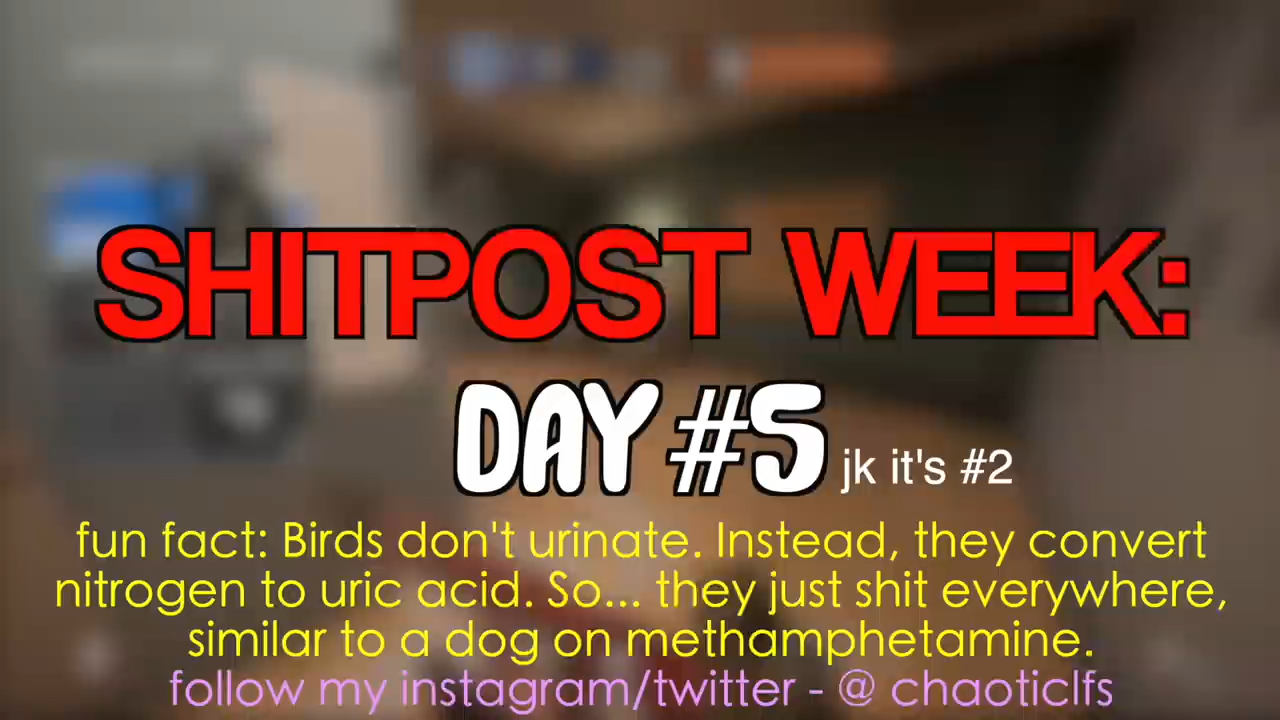 SHITPOST WEEK:
DAY #5 jk it's #2
fun fact: Birds don't urinate. Instead, they convert
nitrogen to uric acid. So... they just shit everywhere,
similar to a dog on methamphetamine.
follow my instagram/twitter - @ chaoticlfs